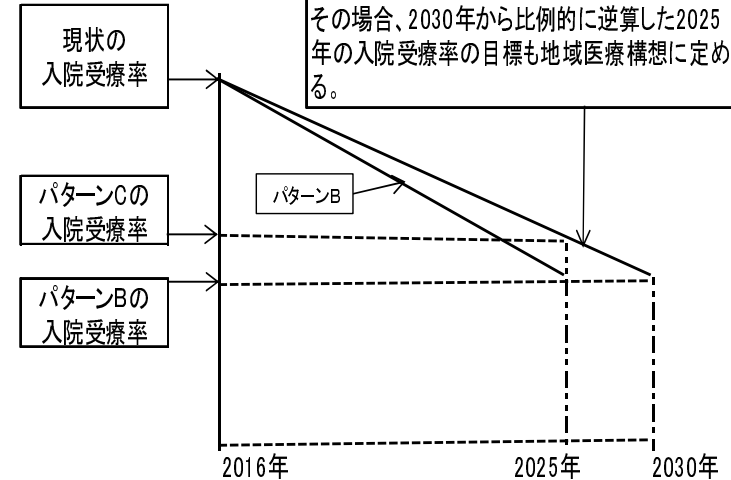 その場合、2030年から比例的に逆算した2025
年の入院受療率の目標も地域医療構想に定め
る。
現状の
入院受療率
パターンB
パターンCの
入院受療率
パターンBの
入院受療率
2016年
2025年
2030年